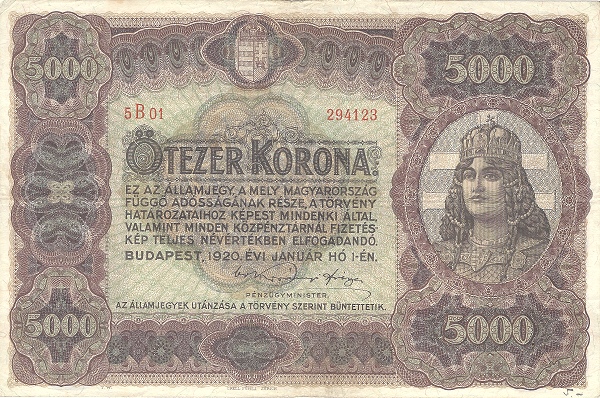 5000
5000
5B01
294123
ÖTEZER KORONA.
EZ AZ ÁLLAMJEGY, A MELY MAGYARORSZÁG
FÜGGŐ ADÓSSÁGÁNAK RÉSZE, A TÖRVÉNY
HATÁROZATAIHOZ KÉPEST MINDENKI ÁLTAL,
VALAMINT MINDEN KÖZPÉNZTÁRNÁL FIZETÉS-
KÉP TELJES NÉVÉRTÉKBEN ELFOGADANDÓ.
BUDAPEST, 1920. ÉVI JANUÁR HÓ 1-ÉN.
PÉNZÜGYMINISTER.
AZ ÁLLAMJEGYEK UTÁNZÁSA A TÖRVÉNY SZERINT BÜNTETTETIK.
5000
5000